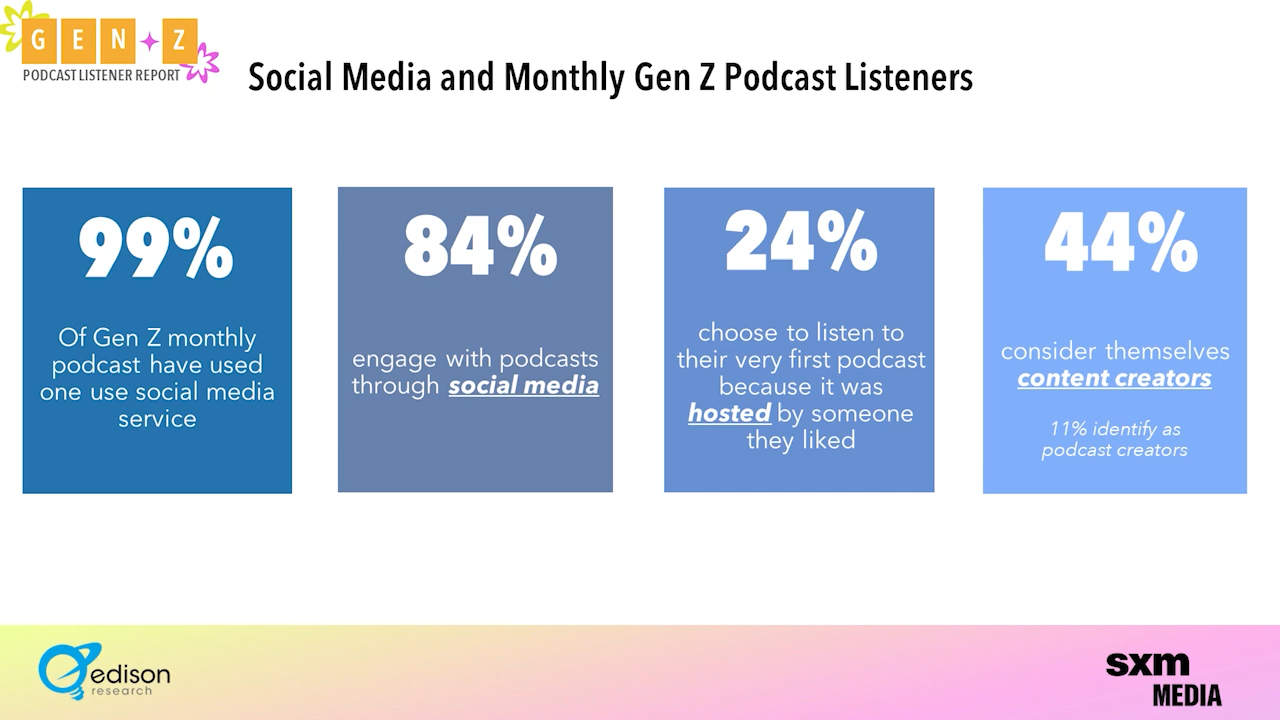 GEN Z
PODCAST LISTENER REPORT
Social Media and Monthly Gen Z Podcast Listeners
99%
Of Gen Z monthly
podcast have used
one use social media
service
84%
engage with podcasts
through social media
24%
choose to listen to
their very first podcast
because it was
hosted by someone
they liked
44%
consider themselves
content creators
11% identify as
podcast creators
edison
research
sxm
MEDIA